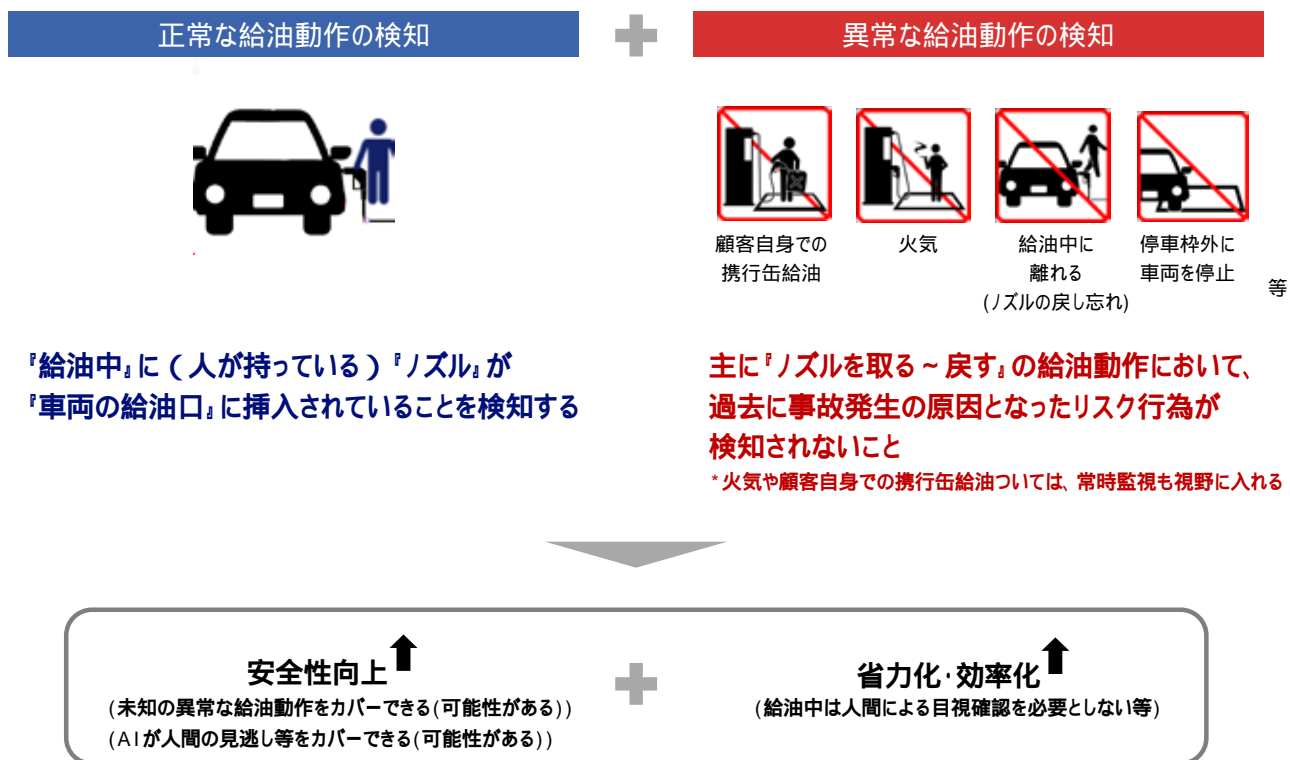 正常な給油動作の検知
異常な給油動作の検知
顧客自身での
携行缶給油
火気
給油中に
離れる
(ノズルの戻し忘れ)
停車枠外に
車両を停止
等
『給油中』に(人が持っている)『ノズル』が
『車両の給油口』に挿入されていることを検知する
主に『ノズルを取る~戻す』の給油動作において、
過去に事故発生の原因となったリスク行為が
検知されないこと
*火気や顧客自身での携行缶給油ついては、常時監視も視野に入れる
安全性向上
(未知の異常な給油動作をカバーできる(可能性がある))
(AIが人間の見逃し等をカバーできる(可能性がある))
省力化・効率化
(給油中は人間による目視確認を必要としない等)